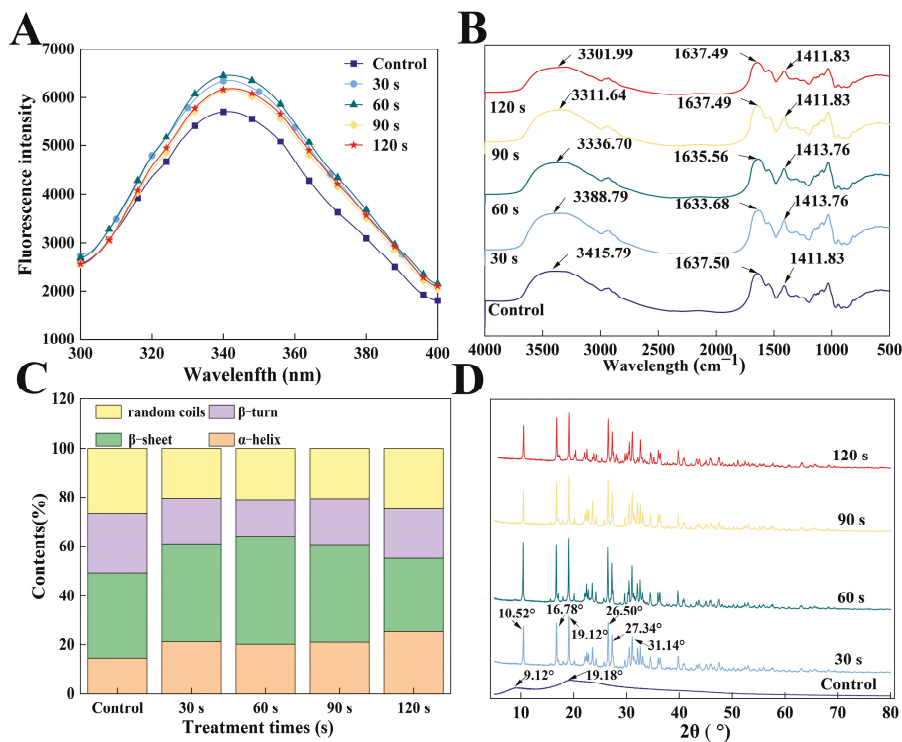 A
Fluorescence intensity
7000
6000
5000
4000
3000
2000
1000
300
320
340
360
380
400
Wavelenfth (nm)
Control
30 s
60 s
90 s
120 s
B
3301.99
1637.49
1411.83
120 s
3311.64
1637.49
1411.83
90 s
3336.70
1635.56
1413.76
60 s
3388.79
1633.68
1413.76
30 s
3415.79
1637.50
1411.83
Control
4000
3500
3000
2500
2000
1500
1000
500
Wavelength(cm⁻¹)
C
Contents(%)
120
100
80
60
40
20
0
random coils
β-turn
β-sheet
α-helix
Control
30 s
60 s
90 s
120 s
Treatment times (s)
D
120 s
90 s
60 s
10.52°
16.78°
19.12°
26.50°
27.34°
31.14°
30 s
9.12°
19.18°
Control
10
20
30
40
50
60
70
80
2θ ( °)